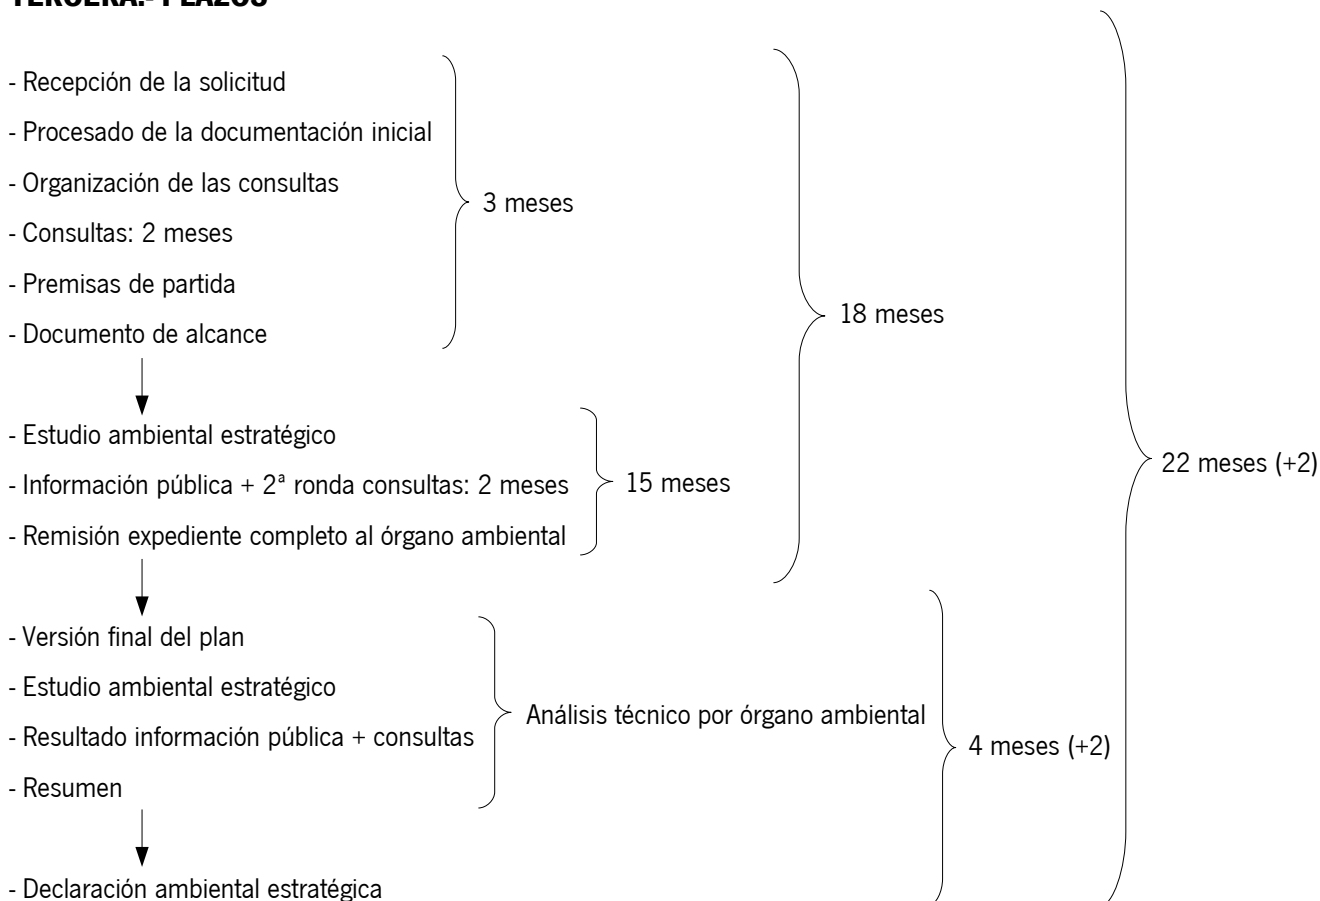 TERCERA.- PLAZOS
- Recepción de la solicitud
- Procesado de la documentación inicial
- Organización de las consultas
- Consultas: 2 meses
- Premisas de partida
- Documento de alcance
3 meses
- Estudio ambiental estratégico
- Información pública + 2ª ronda consultas: 2 meses
- Remisión expediente completo al órgano ambiental
15 meses
18 meses
- Versión final del plan
- Estudio ambiental estratégico
- Resultado información pública + consultas
- Resumen
Análisis técnico por órgano ambiental
- Declaración ambiental estratégica
4 meses (+2)
22 meses (+2)